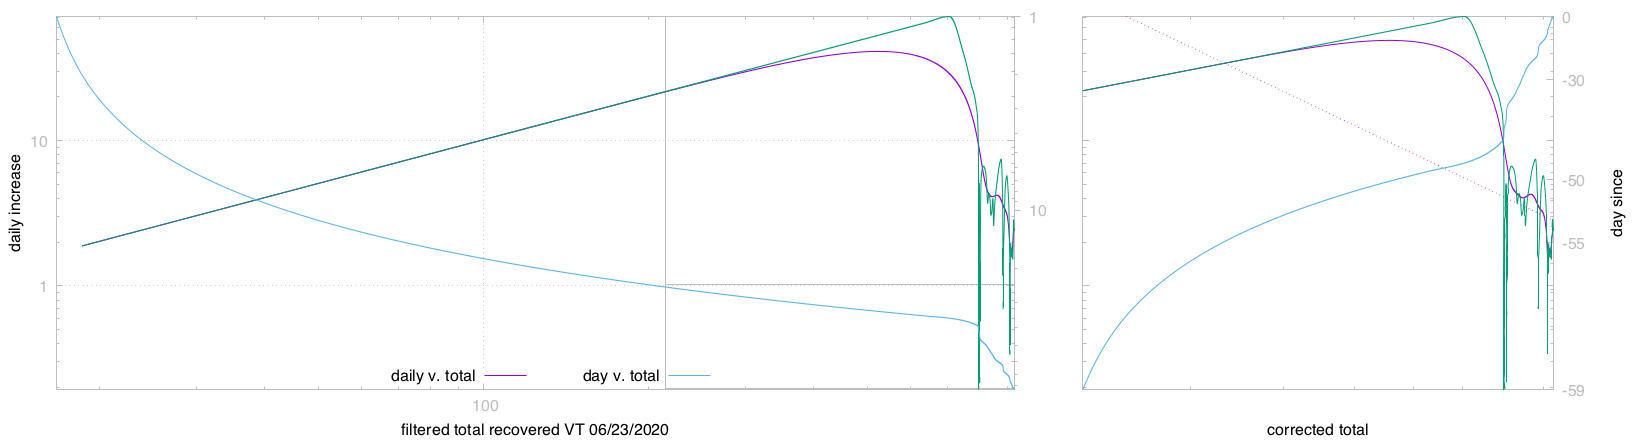 1
0
10
-30
daily increase
10
-50
day since
1
-55
daily v. total
day v. total
-59
100
filtered total recovered VT 06/23/2020
corrected total